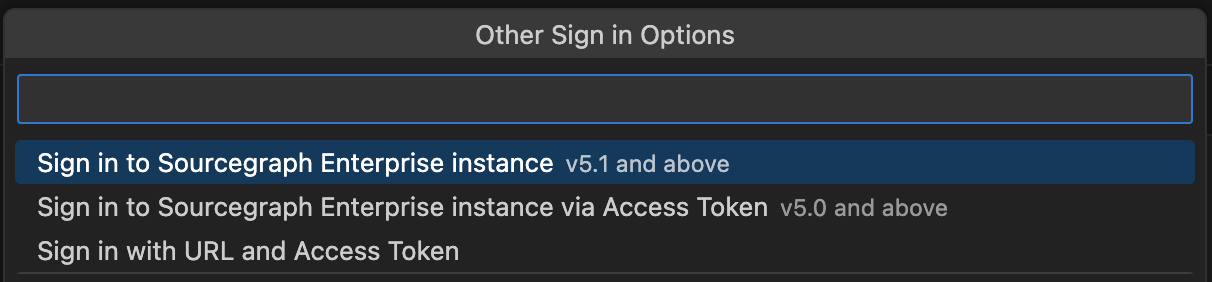 Other Sign in Options
Sign in to Sourcegraph Enterprise instance v5.1 and above
Sign in to Sourcegraph Enterprise instance via Access Token v5.0 and above
Sign in with URL and Access Token